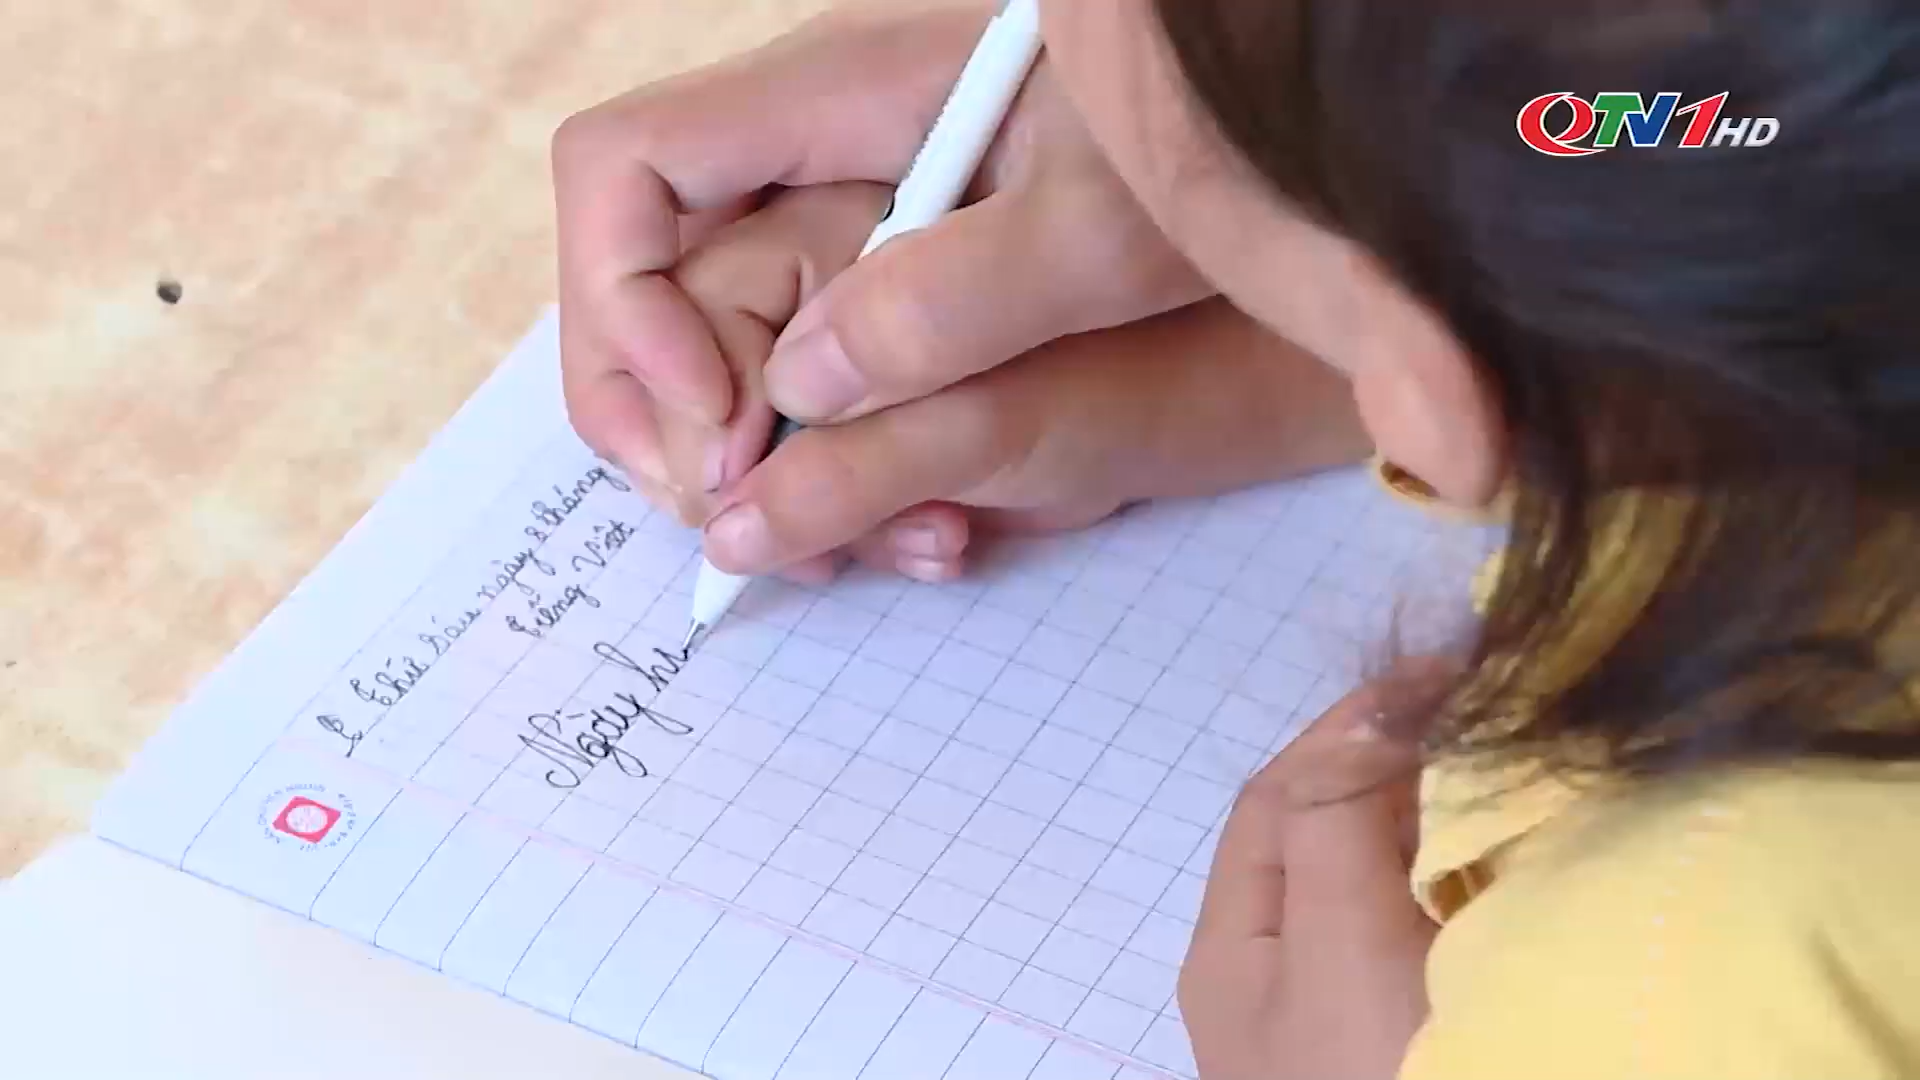 QTV1HD
Thứ sáu ngày 8 tháng
Tiếng Việt
Ngày h